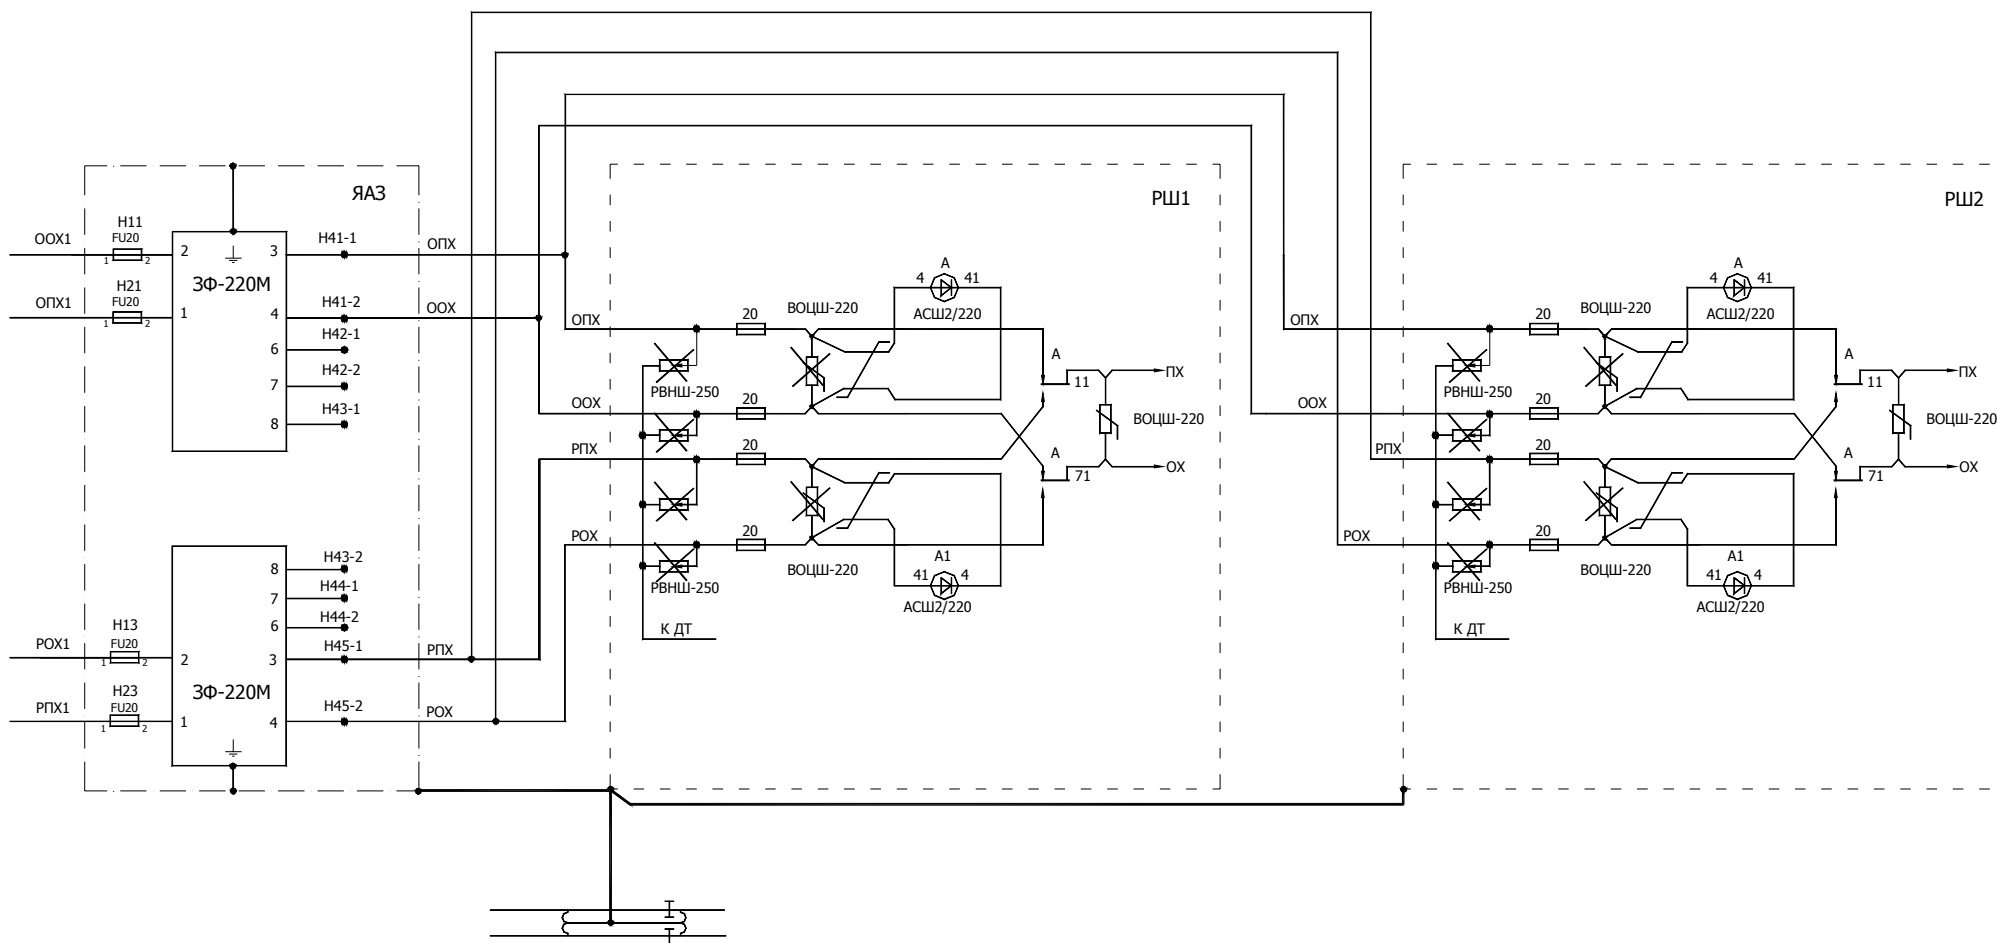 ЯАЗ
ООХ1
Н11
FU20
1 2
ОПХ1
Н21
FU20
1 2
2
1
ЗФ-220М
3
4
6
7
8
Н41-1
Н41-2
Н42-1
Н42-2
Н43-1
ОПХ
ООХ
РОХ1
Н13
FU20
1 2
РПХ1
Н23
FU20
1 2
2
1
ЗФ-220М
8
7
6
3
4
Н43-2
Н44-1
Н44-2
Н45-1
Н45-2
РПХ
РОХ
РШ1
ОПХ
20
ВОЦШ-220
А
4 41
АСШ2/220
РВНШ-250
А
11
ПХ
ООХ
20
ВОЦШ-220
РПХ
20
А
71
ОХ
РОХ
20
РВНШ-250
ВОЦШ-220
А1
41 4
АСШ2/220
К ДТ
РШ2
ОПХ
20
ВОЦШ-220
А
4 41
АСШ2/220
РВНШ-250
А
11
ПХ
ООХ
20
ВОЦШ-220
РПХ
20
А
71
ОХ
РОХ
20
РВНШ-250
ВОЦШ-220
А1
41 4
АСШ2/220
К ДТ